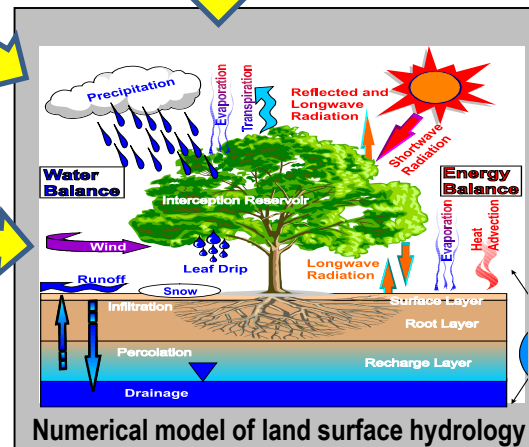 Precipitation
Evaporation
Transpiration
Reflected and
Longwave
Radiation
Shortwave
Radiation
Water
Balance
Energy
Balance
Interception Reservoir
Wind
Leaf Drip
Longwave
Radiation
Evaporation
Heat
Advection
Runoff
Snow
Infiltration
Surface Layer
Root Layer
Percolation
Recharge Layer
Drainage
Numerical model of land surface hydrology